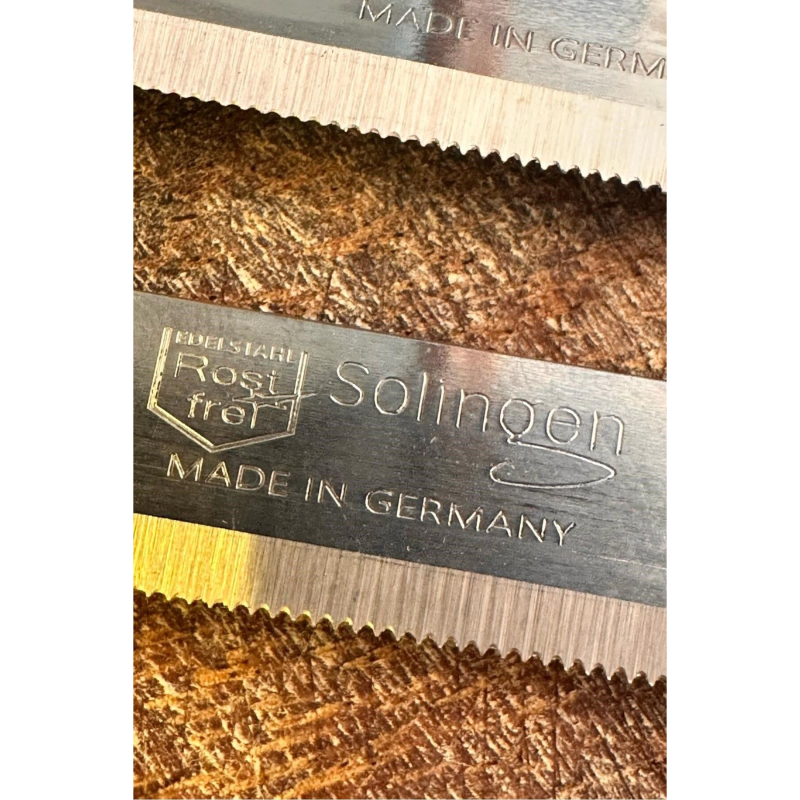 MADE IN GERM
EDELSTAHL
Rost
frei
Solingen
MADE IN GERMANY